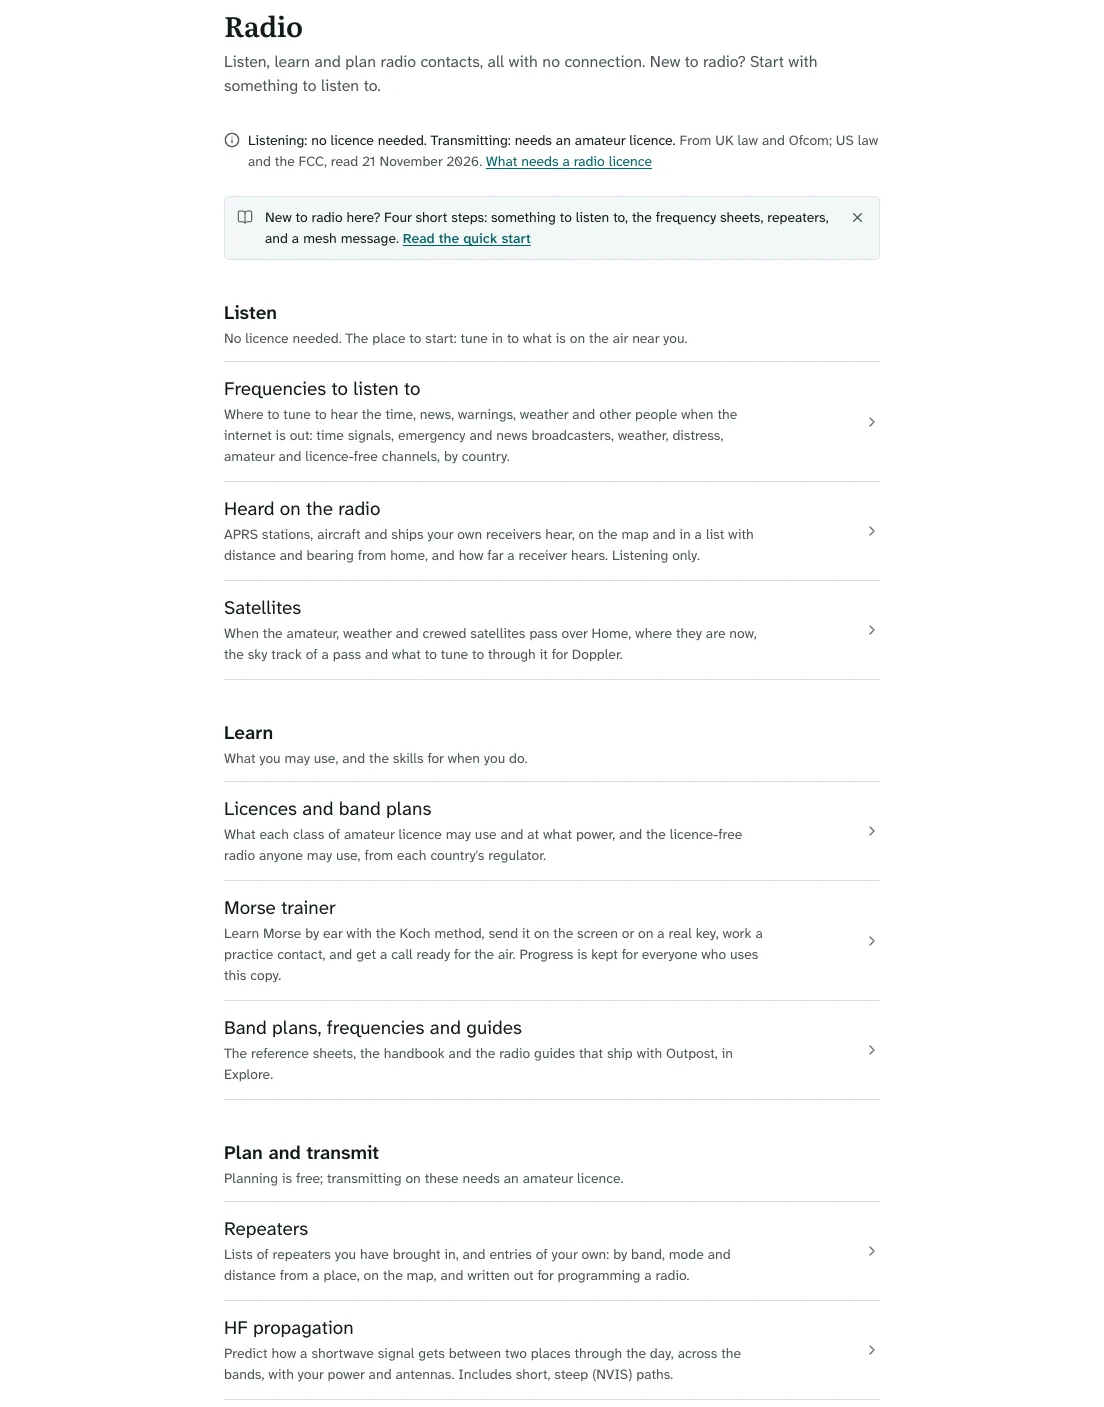 Radio
Listen, learn and plan radio contacts, all with no connection. New to radio? Start with
something to listen to.
Listening: no licence needed. Transmitting: needs an amateur licence. From UK law and Ofcom; US law
and the FCC, read 21 November 2026. What needs a radio licence
New to radio here? Four short steps: something to listen to, the frequency sheets, repeaters,
and a mesh message. Read the quick start
Listen
No licence needed. The place to start: tune in to what is on the air near you.
Frequencies to listen to
Where to tune to hear the time, news, warnings, weather and other people when the
internet is out: time signals, emergency and news broadcasters, weather, distress,
amateur and licence-free channels, by country.
Heard on the radio
APRS stations, aircraft and ships your own receivers hear, on the map and in a list with
distance and bearing from home, and how far a receiver hears. Listening only.
Satellites
When the amateur, weather and crewed satellites pass over Home, where they are now,
the sky track of a pass and what to tune to through it for Doppler.
Learn
What you may use, and the skills for when you do.
Licences and band plans
What each class of amateur licence may use and at what power, and the licence-free
radio anyone may use, from each country's regulator.
Morse trainer
Learn Morse by ear with the Koch method, send it on the screen or on a real key, work a
practice contact, and get a call ready for the air. Progress is kept for everyone who uses
this copy.
Band plans, frequencies and guides
The reference sheets, the handbook and the radio guides that ship with Outpost, in
Explore.
Plan and transmit
Planning is free; transmitting on these needs an amateur licence.
Repeaters
Lists of repeaters you have brought in, and entries of your own: by band, mode and
distance from a place, on the map, and written out for programming a radio.
HF propagation
Predict how a shortwave signal gets between two places through the day, across the
bands, with your power and antennas. Includes short, steep (NVIS) paths.